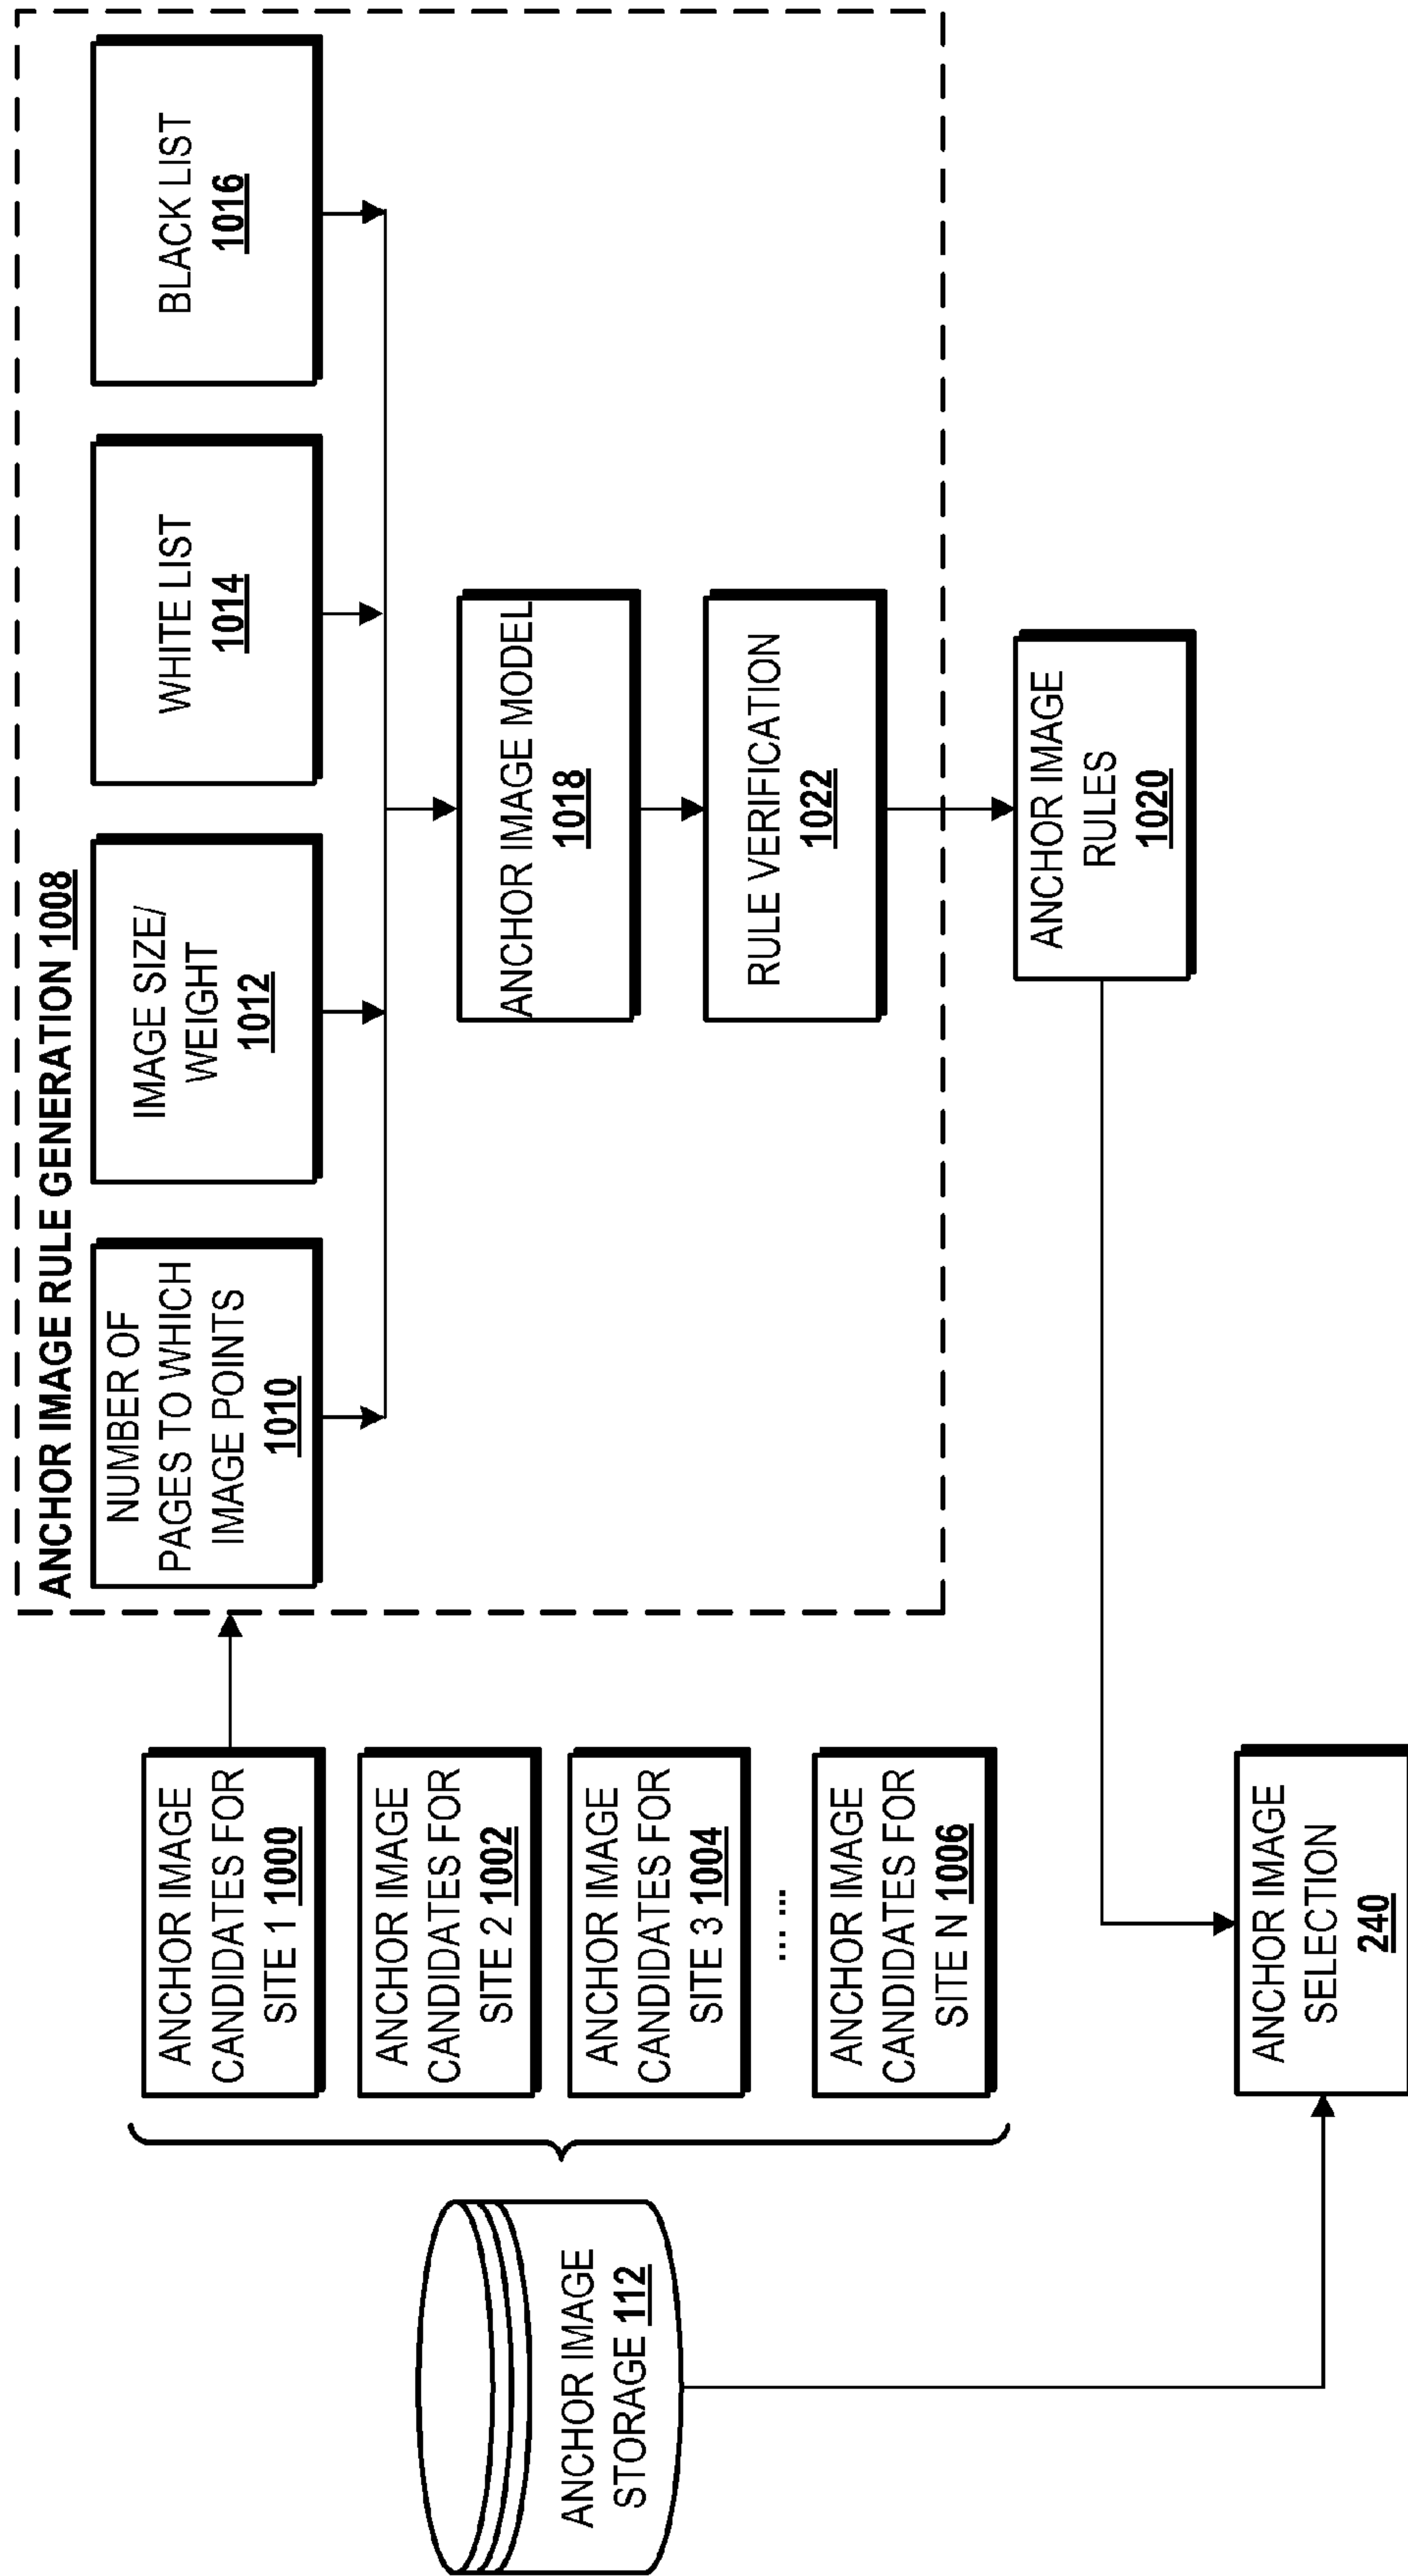 ANCHOR IMAGE
STORAGE 112
ANCHOR IMAGE
CANDIDATES FOR
SITE 1 1000
ANCHOR IMAGE
CANDIDATES FOR
SITE 2 1002
ANCHOR IMAGE
CANDIDATES FOR
SITE 3 1004
... ...
ANCHOR IMAGE
CANDIDATES FOR
SITE N 1006
ANCHOR IMAGE RULE GENERATION 1008
NUMBER OF
PAGES TO WHICH
IMAGE POINTS
1010
IMAGE SIZE/
WEIGHT
1012
WHITE LIST
1014
BLACK LIST
1016
ANCHOR IMAGE MODEL
1018
RULE VERIFICATION
1022
ANCHOR IMAGE
RULES
1020
ANCHOR IMAGE
SELECTION
240